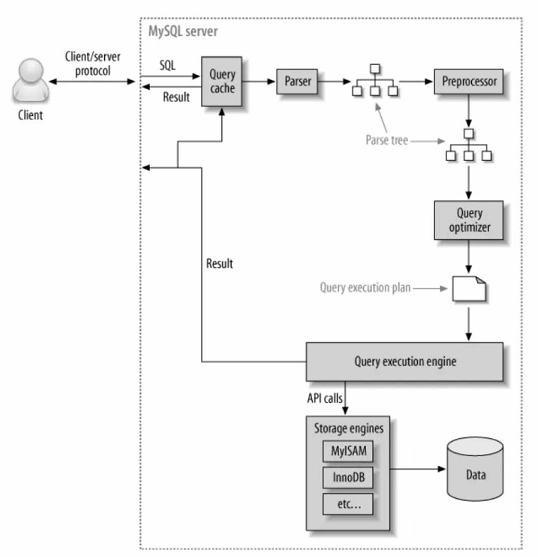 MySQL server
Client/server
protocol
SQL
Result
Query
cache
Parser
Preprocessor
Client
Parse tree
Query
optimizer
Result
Query execution plan
Query execution engine
API calls
Storage engines
MyISAM
InnoDB
etc...
Data